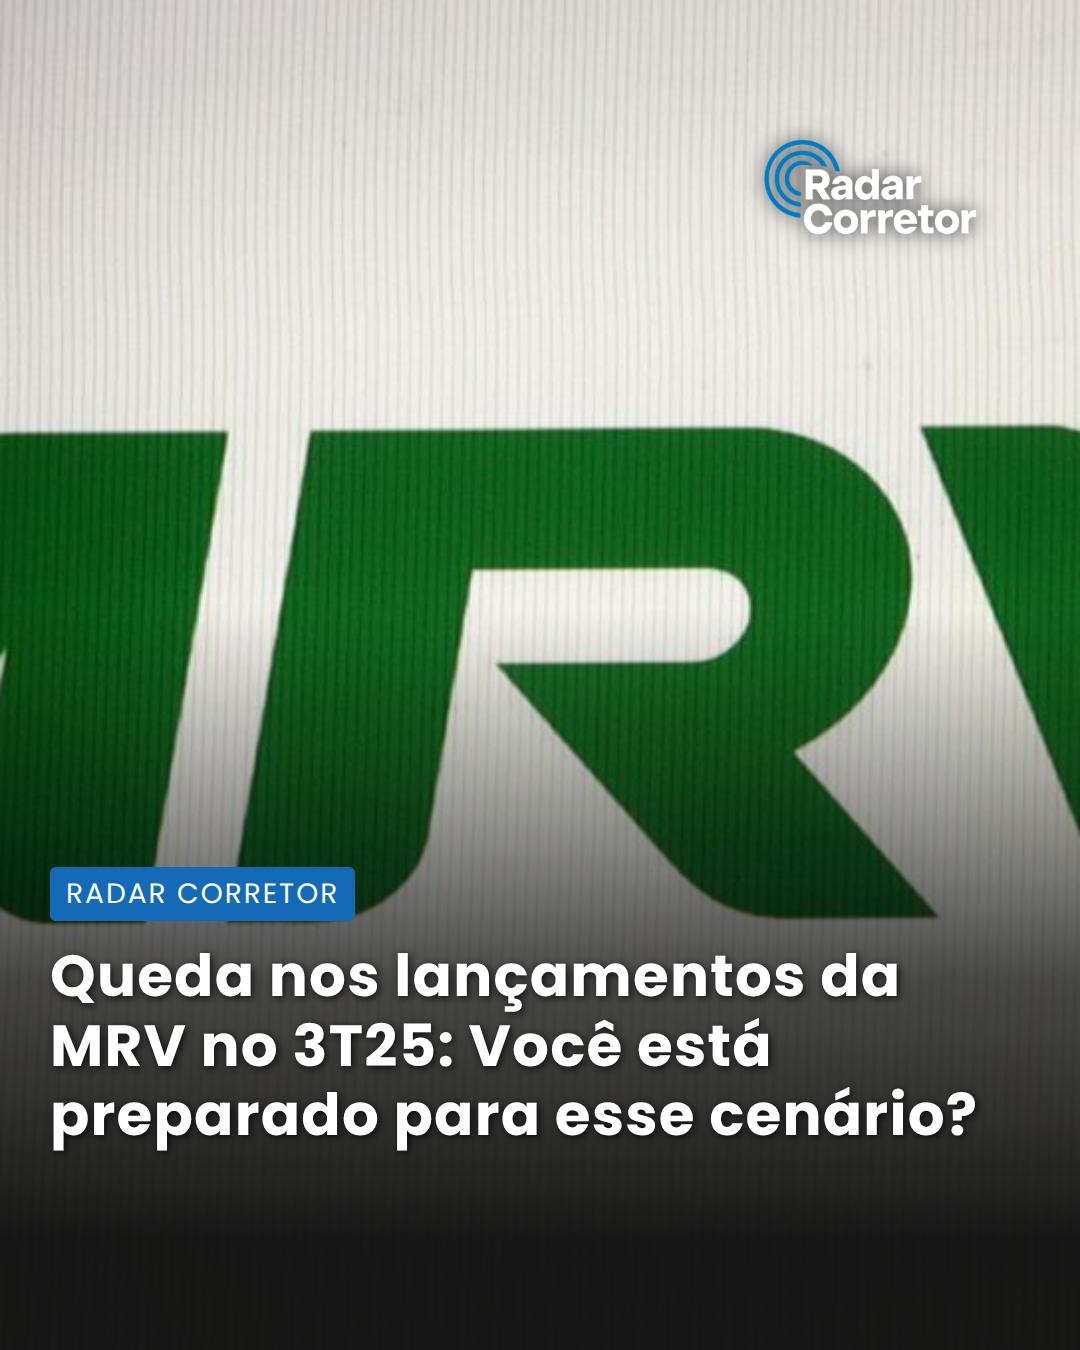 Radar
Corretor
MRV
RADAR CORRETOR
Queda nos lançamentos da
MRV no 3T25: Você está
preparado para esse cenário?